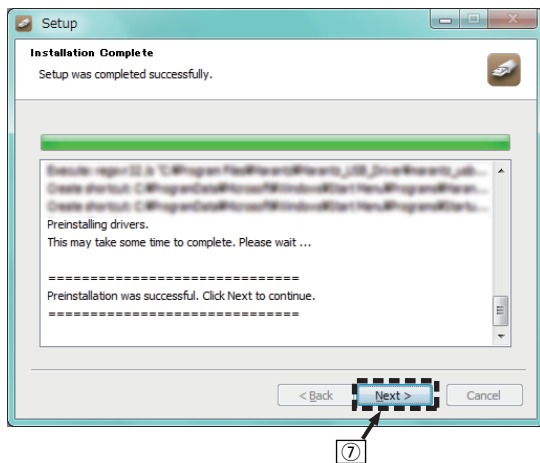 Setup
Installation Complete
Setup was completed successfully.
Preinstalling drivers.
This may take some time to complete. Please wait ...
==============================
Preinstallation was successful. Click Next to continue.
==============================
< Back
Next >
Cancel
⑦